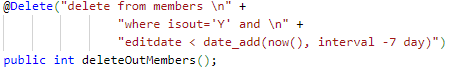 @Delete("delete from members \n" +
"where isout='Y' and \n" +
"editdate < date_add(now(), interval -7 day)")
public int deleteOutMembers();